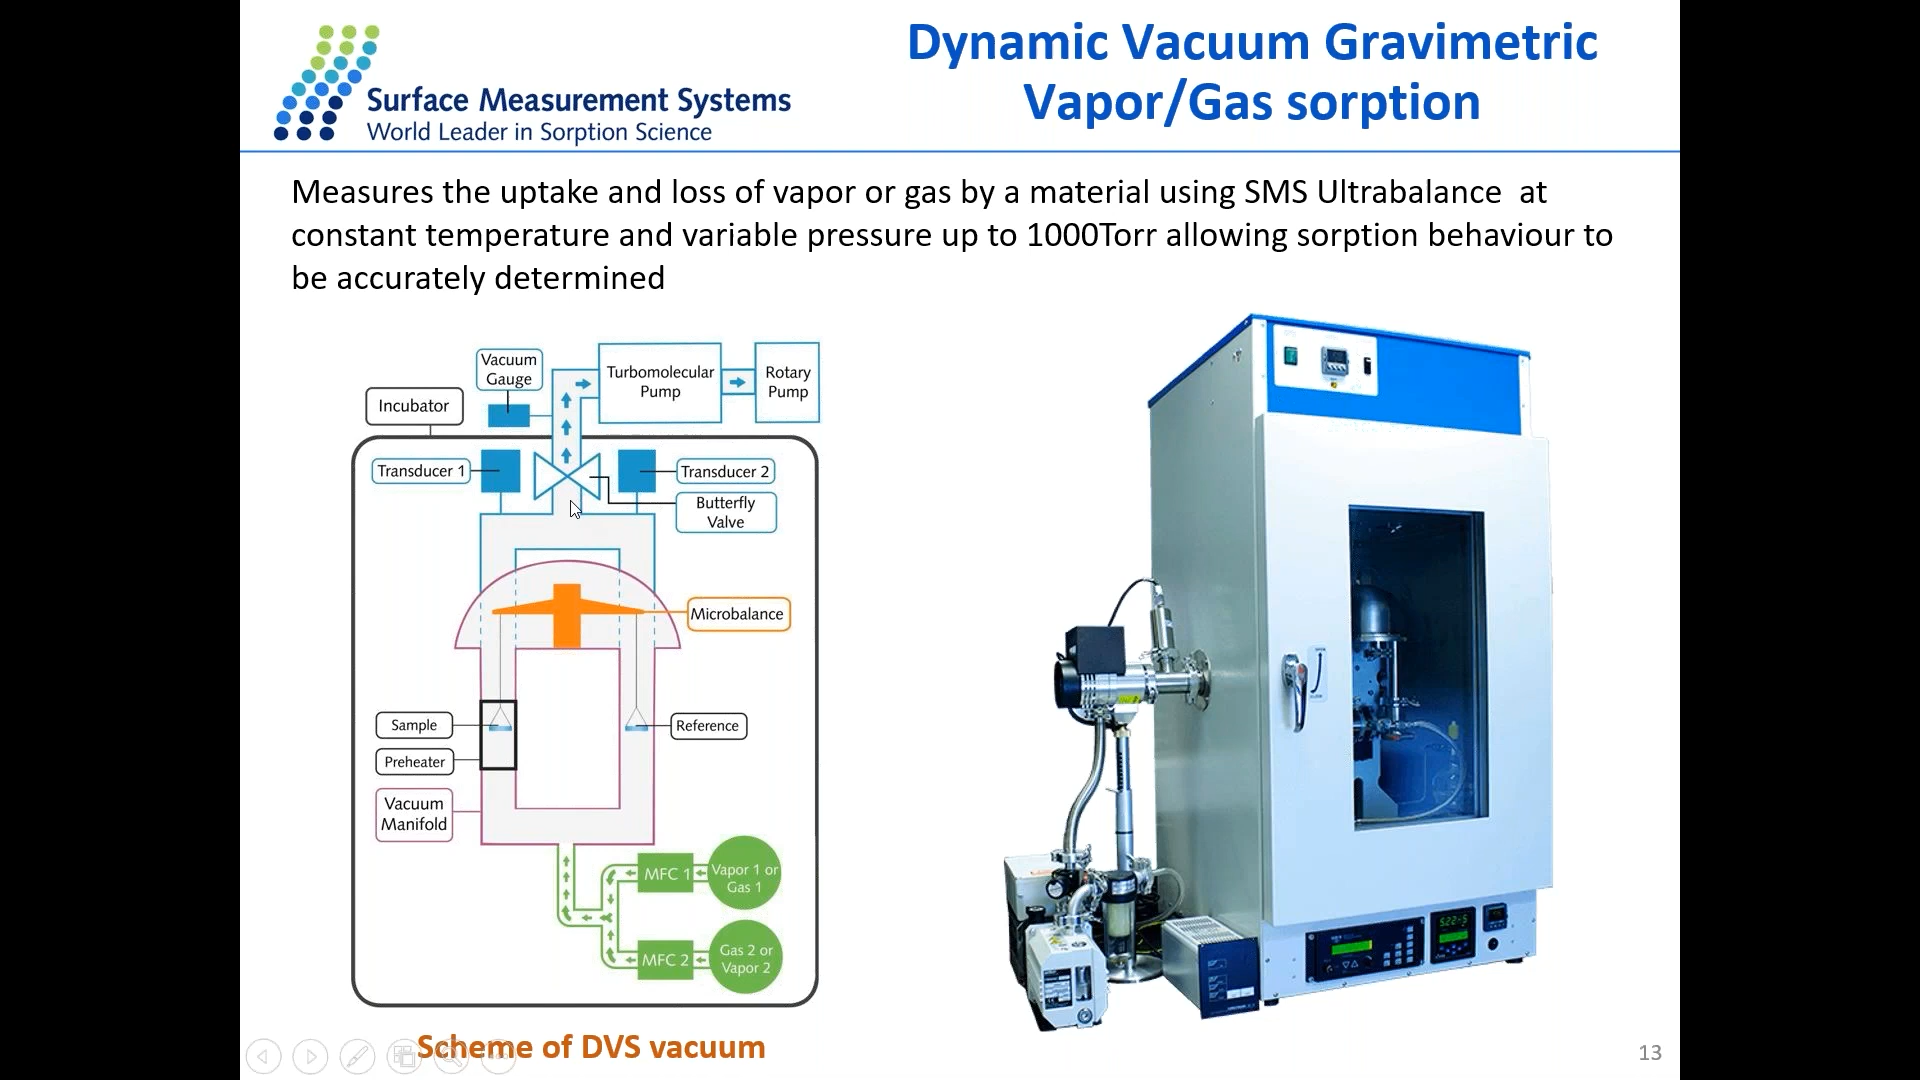 Surface Measurement Systems
World Leader in Sorption Science
Dynamic Vacuum Gravimetric
Vapor/Gas sorption
Measures the uptake and loss of vapor or gas by a material using SMS Ultrabalance at
constant temperature and variable pressure up to 1000Torr allowing sorption behaviour to
be accurately determined
Vacuum
Gauge
Turbomolecular
Pump
Rotary
Pump
Incubator
Transducer 1
Transducer 2
Butterfly
Valve
Microbalance
Sample
Reference
Preheater
Vacuum
Manifold
MFC 1
Vapor 1 or
Gas 1
MFC 2
Gas 2 or
Vapor 2
Scheme of DVS vacuum
13